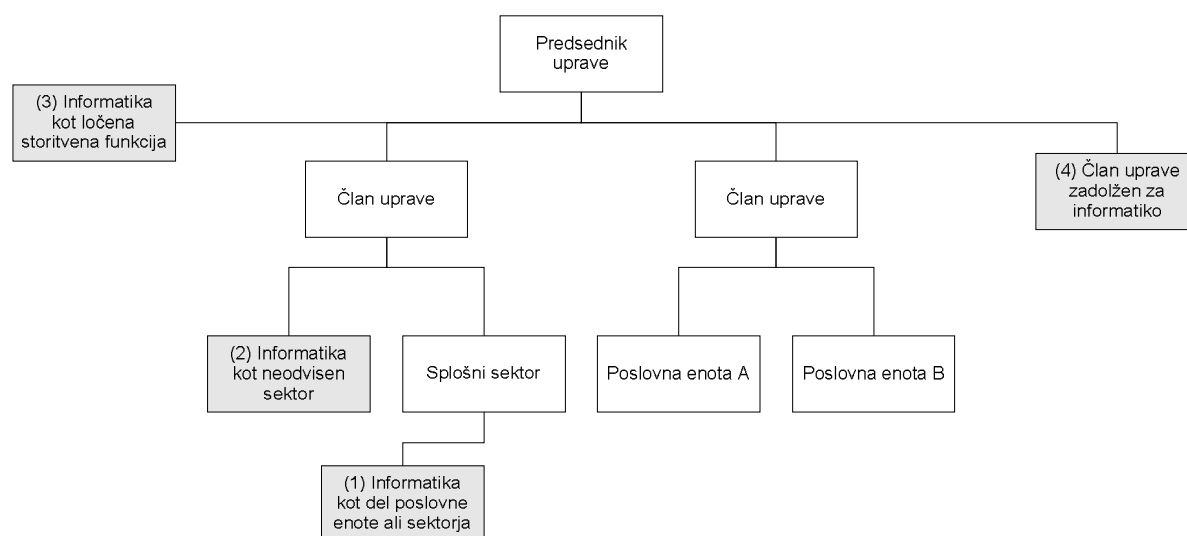 Predsednik
uprave
(3) Informatika
kot ločena
storitvena funkcija
Član uprave
Član uprave
(4) Član uprave
zadolžen za
informatiko
(2) Informatika
kot neodvisen
sektor
Splošni sektor
Poslovna enota A
Poslovna enota B
(1) Informatika
kot del poslovne
enote ali sektorja